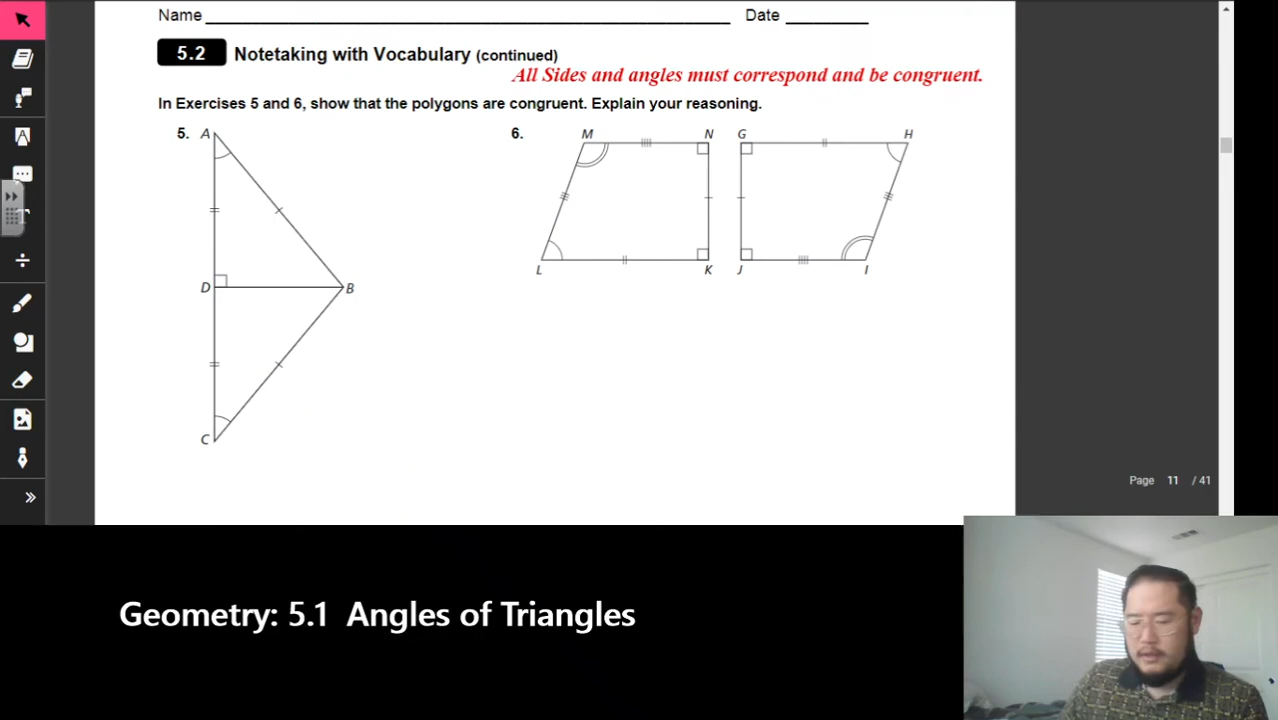 Name ____ Date ____
5.2 Notetaking with Vocabulary (continued)
All Sides and angles must correspond and be congruent.
In Exercises 5 and 6, show that the polygons are congruent. Explain your reasoning.
5. A
D B
C
6. M N G H
L K J I
Page 11 / 41
Geometry: 5.1 Angles of Triangles